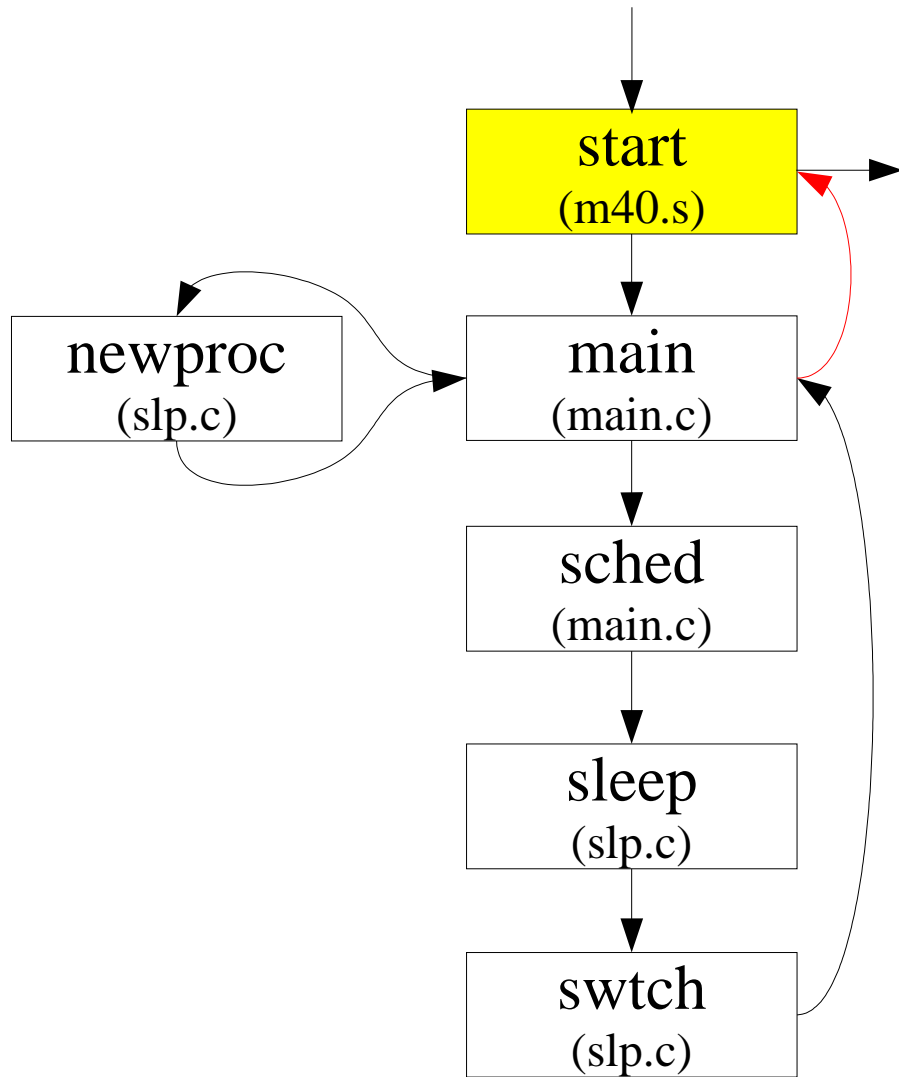 start
(m40.s)
newproc
(slp.c)
main
(main.c)
sched
(main.c)
sleep
(slp.c)
swtch
(slp.c)